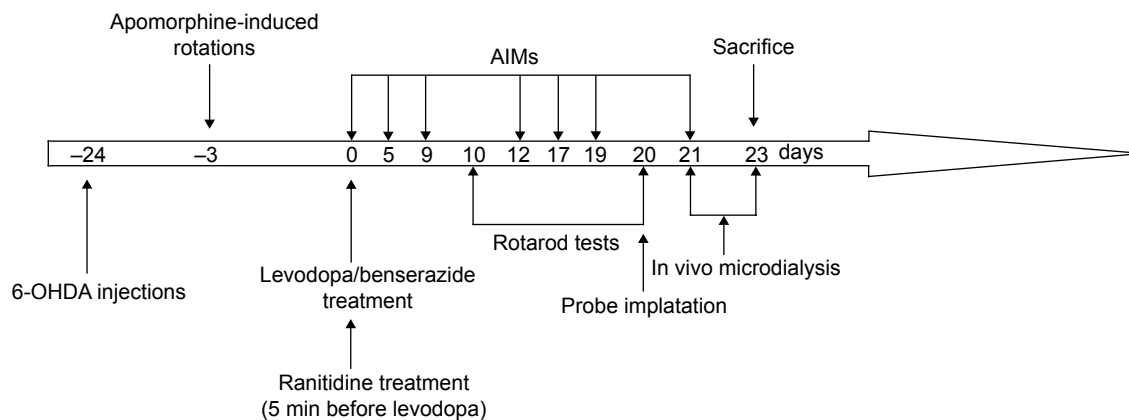 Apomorphine-induced
rotations
AIMs
Sacrifice
–24
–3
0
5
9
10
12
17
19
20
21
23
days
Rotarod tests
In vivo microdialysis
6-OHDA injections
Levodopa/benserazide
treatment
Probe implatation
Ranitidine treatment
(5 min before levodopa)